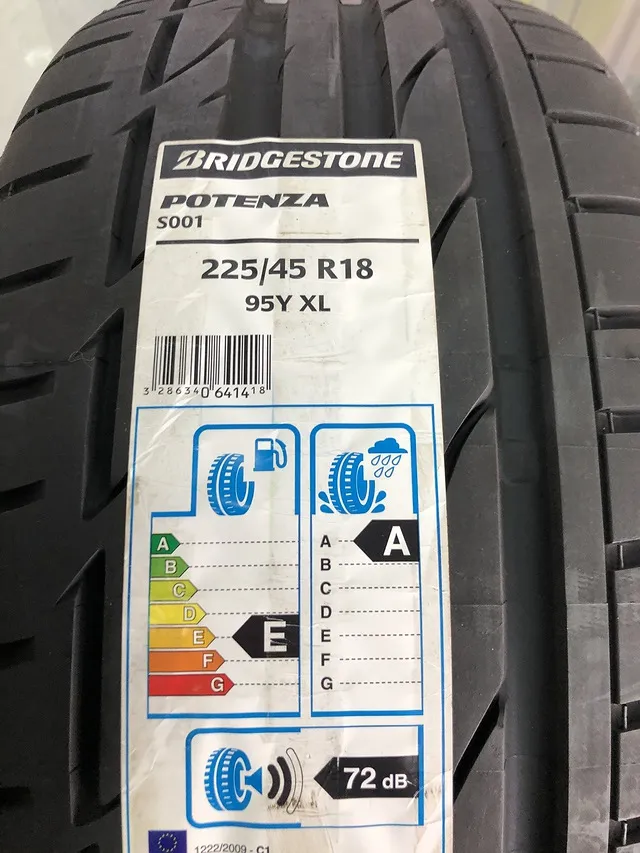 BRIDGESTONE
POTENZA
S001
225/45 R18
95Y XL
3 286340 641418
A
B
C
D
E
F
G
E
A
B
C
D
E
F
G
A
72 dB
1222/2009 - C1